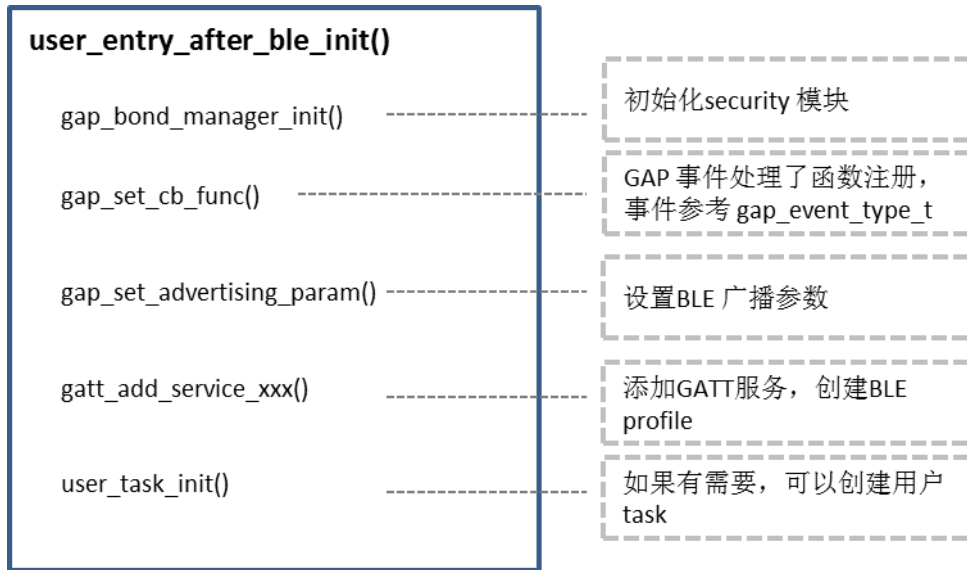 user_entry_after_ble_init()
gap_bond_manager_init()
初始化security 模块
gap_set_cb_func()
GAP 事件处理了函数注册，
事件参考 gap_event_type_t
gap_set_advertising_param()
设置BLE 广播参数
gatt_add_service_xxx()
添加GATT服务，创建BLE
profile
user_task_init()
如果有需要，可以创建用户
task